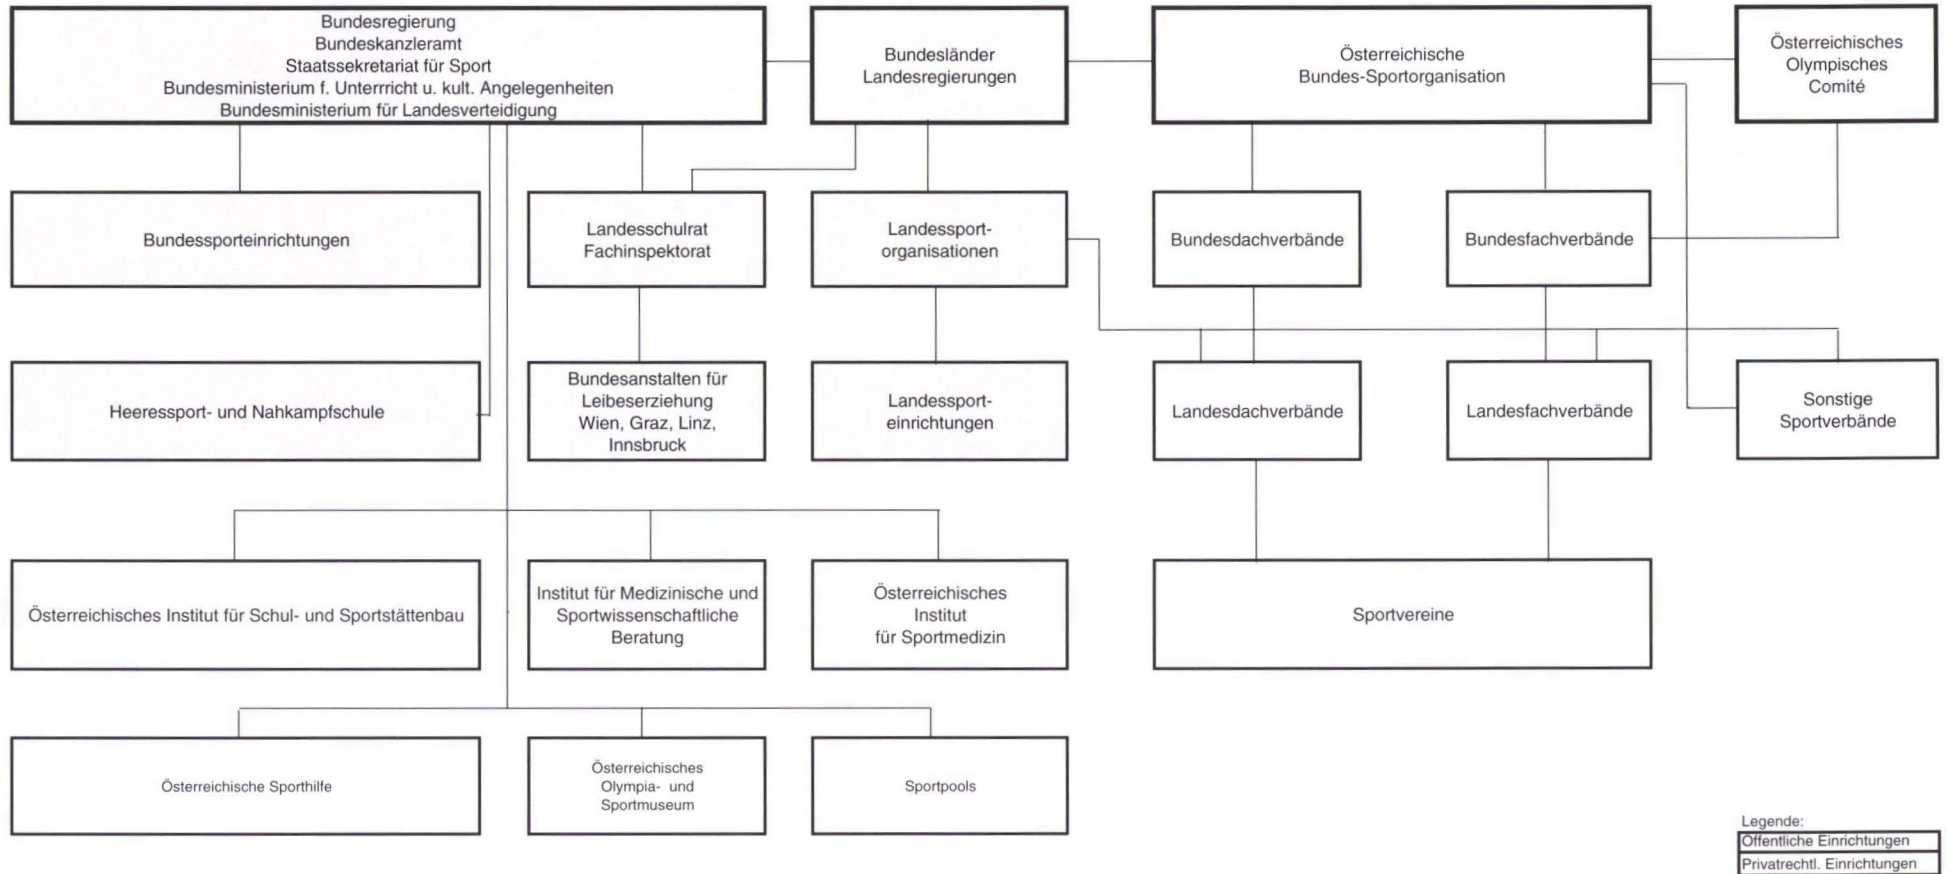 Bundesregierung
Bundeskanzleramt
Staatssekretariat für Sport
Bundesministerium f. Unterrricht u. kult. Angelegenheiten
Bundesministerium für Landesverteidigung
Bundesländer
Landesregierungen
Österreichische
Bundes-Sportorganisation
Österreichisches
Olympisches
Comité
Bundessporteinrichtungen
Landesschulrat
Fachinspektorat
Landessport-
organisationen
Bundesdachverbände
Bundesfachverbände
Heeressport- und Nahkampfschule
Bundesanstalten für
Leibeserziehung
Wien, Graz, Linz,
Innsbruck
Landessport-
einrichtungen
Landesdachverbände
Landesfachverbände
Sonstige
Sportverbände
Österreichisches Institut für Schul- und Sportstättenbau
Institut für Medizinische und
Sportwissenschaftliche
Beratung
Österreichisches
Institut
für Sportmedizin
Sportvereine
Österreichische Sporthilfe
Österreichisches
Olympia- und
Sportmuseum
Sportpools
Legende:
Öffentliche Einrichtungen
Privatrechtl. Einrichtungen